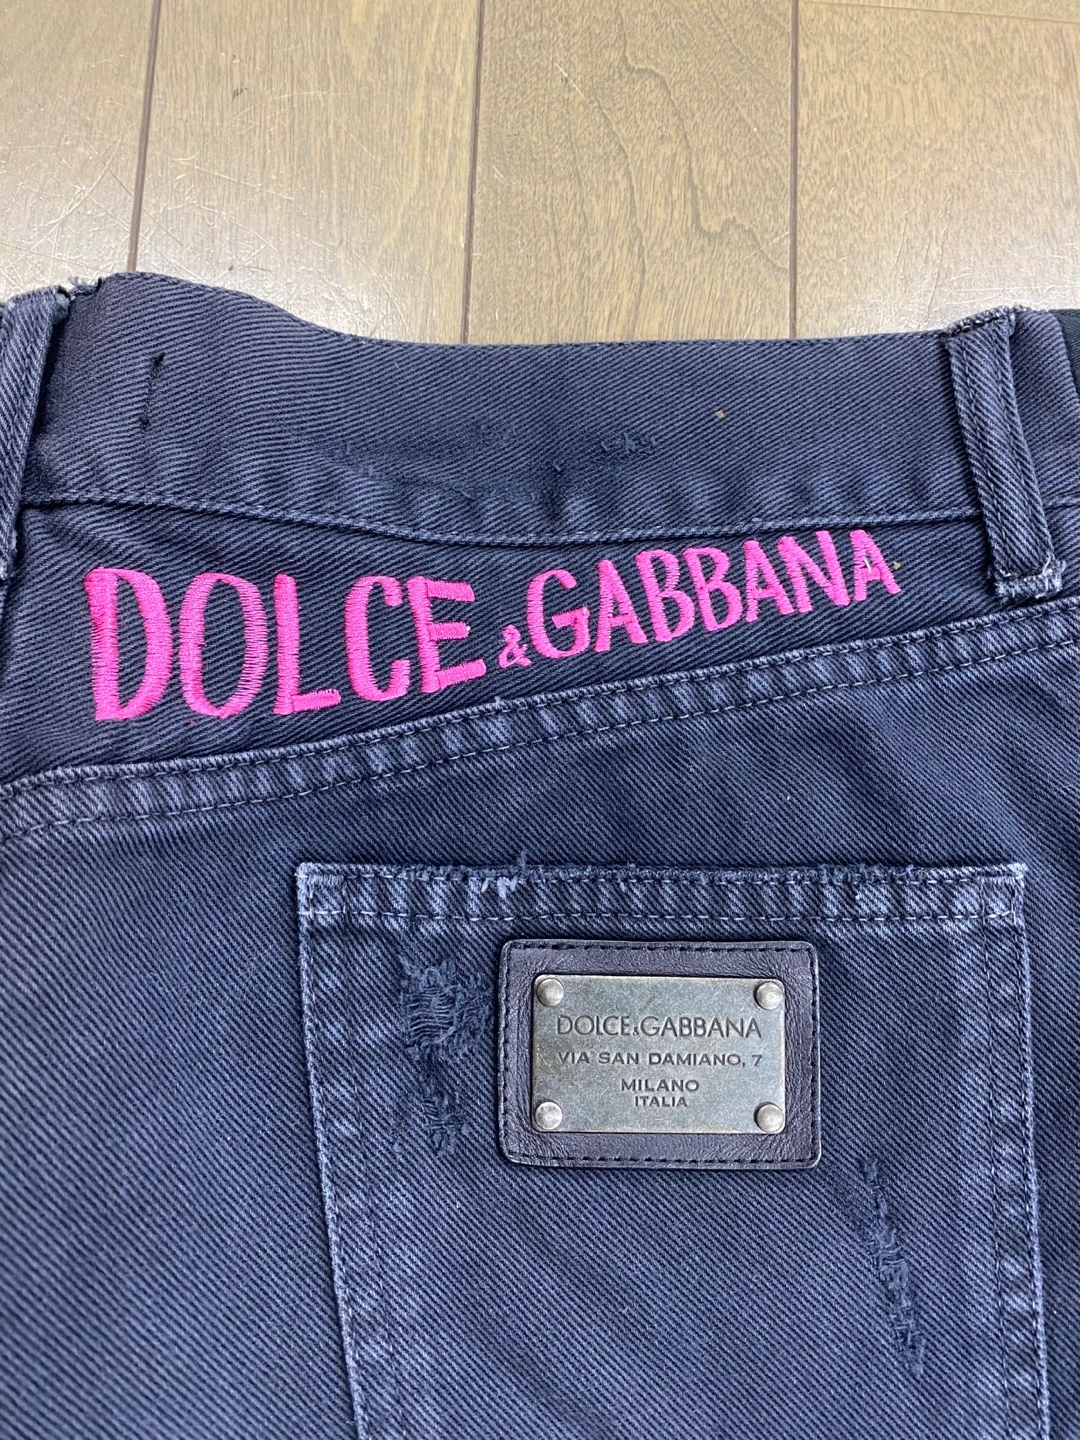 DOLCE & GABBANA
DOLCE&GABBANA
VIA SAN DAMIANO, 7
MILANO
ITALIA